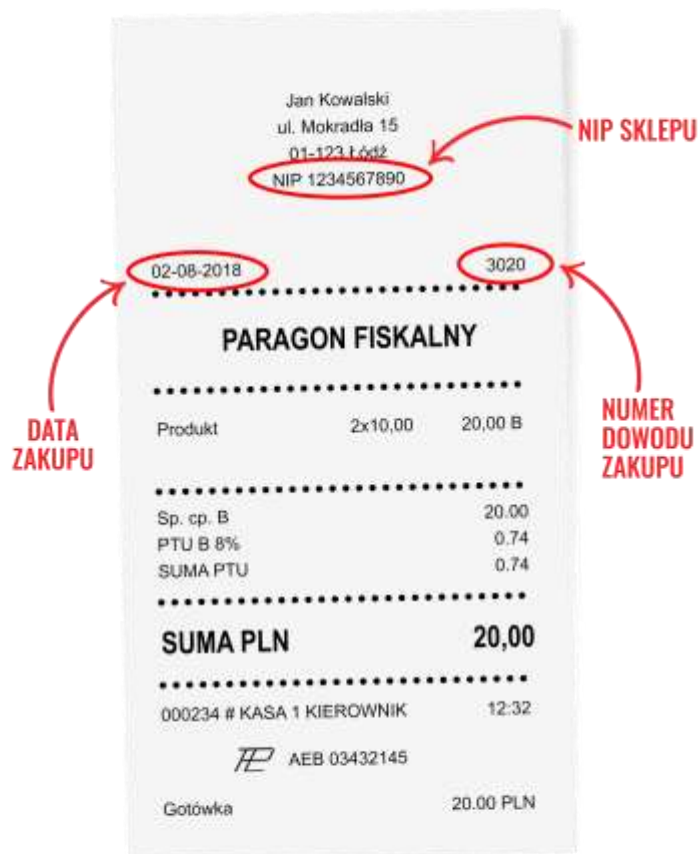 Jan Kowalski
ul. Mokradła 15
01-123 Łódź
NIP 1234567890
NIP SKLEPU
02-08-2018 3020
PARAGON FISKALNY
DATA
ZAKUPU
NUMER
DOWODU
ZAKUPU
Produkt 2x10,00 20,00 B
Sp. cp. B 20.00
PTU B 8% 0.74
SUMA PTU 0.74
SUMA PLN 20,00
000234 # KASA 1 KIEROWNIK 12:32
AEB 03432145
Gotówka 20.00 PLN